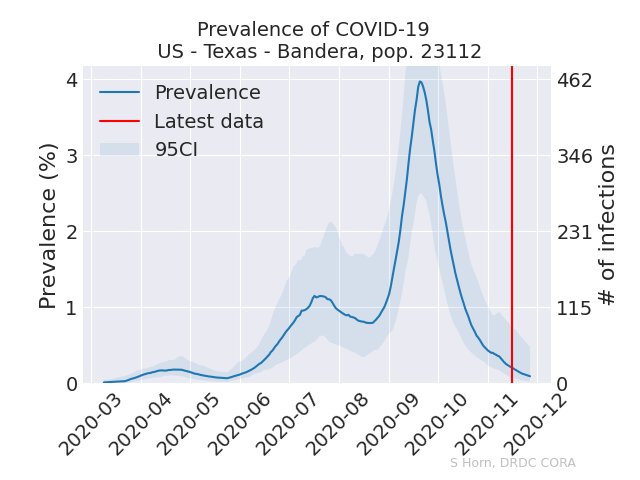 Prevalence of COVID-19
US - Texas - Bandera, pop. 23112
Prevalence
Latest data
95CI
Prevalence (%)
4
3
2
1
0
# of infections
462
346
231
115
0
2020-03
2020-04
2020-05
2020-06
2020-07
2020-08
2020-09
2020-10
2020-11
2020-12
S Horn, DRDC CORA